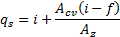 q_s = i + \frac{A_{cv}(i - f)}{A_z}